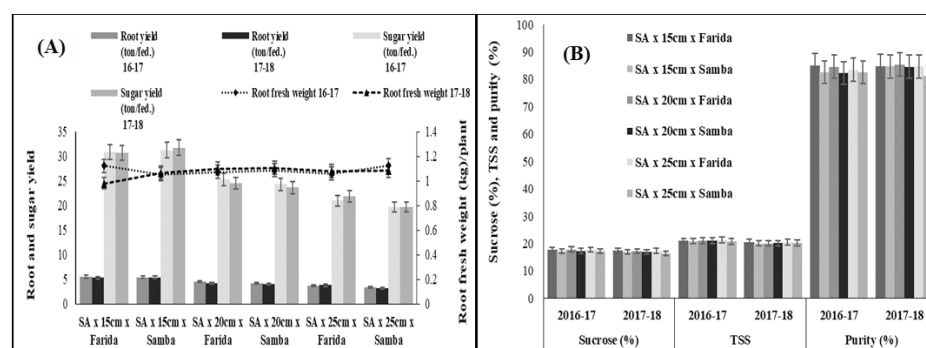 (A)
Root yield
(ton/fed.)
16-17
Root yield
(ton/fed.)
17-18
Sugar yield
(ton/fed.)
16-17
Sugar yield
(ton/fed.)
17-18
Root fresh weight 16-17
Root fresh weight 17-18
Root and sugar yield
35
30
25
20
15
10
5
0
1.4
1.2
1
0.8
0.6
0.4
0.2
0
Root fresh weight (kg)/plant
SA x 15cm x
Farida
SA x 15cm x
Samba
SA x 20cm x
Farida
SA x 20cm x
Samba
SA x 25cm x
Farida
SA x 25cm x
Samba
(B)
Sucrose (%), TSS and purity (%)
100
90
80
70
60
50
40
30
20
10
0
SA x 15cm x Farida
SA x 15cm x Samba
SA x 20cm x Farida
SA x 20cm x Samba
SA x 25cm x Farida
SA x 25cm x Samba
2016-17
2017-18
2016-17
2017-18
2016-17
2017-18
Sucrose (%)
TSS
Purity (%)